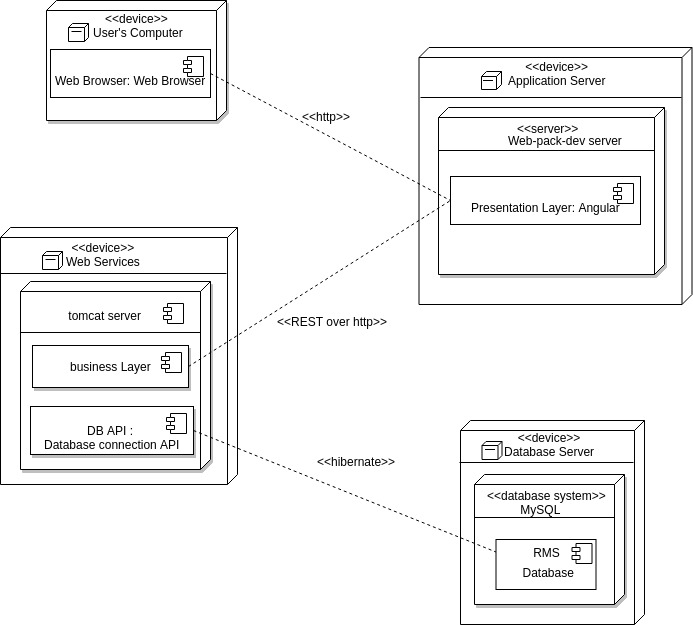 <<device>>
User's Computer
Web Browser: Web Browser
<<http>>
<<device>>
Application Server
<<server>>
Web-pack-dev server
Presentation Layer: Angular
<<device>>
Web Services
tomcat server
business Layer
DB API :
Database connection API
<<REST over http>>
<<hibernate>>
<<device>>
Database Server
<<database system>>
MySQL
RMS
Database